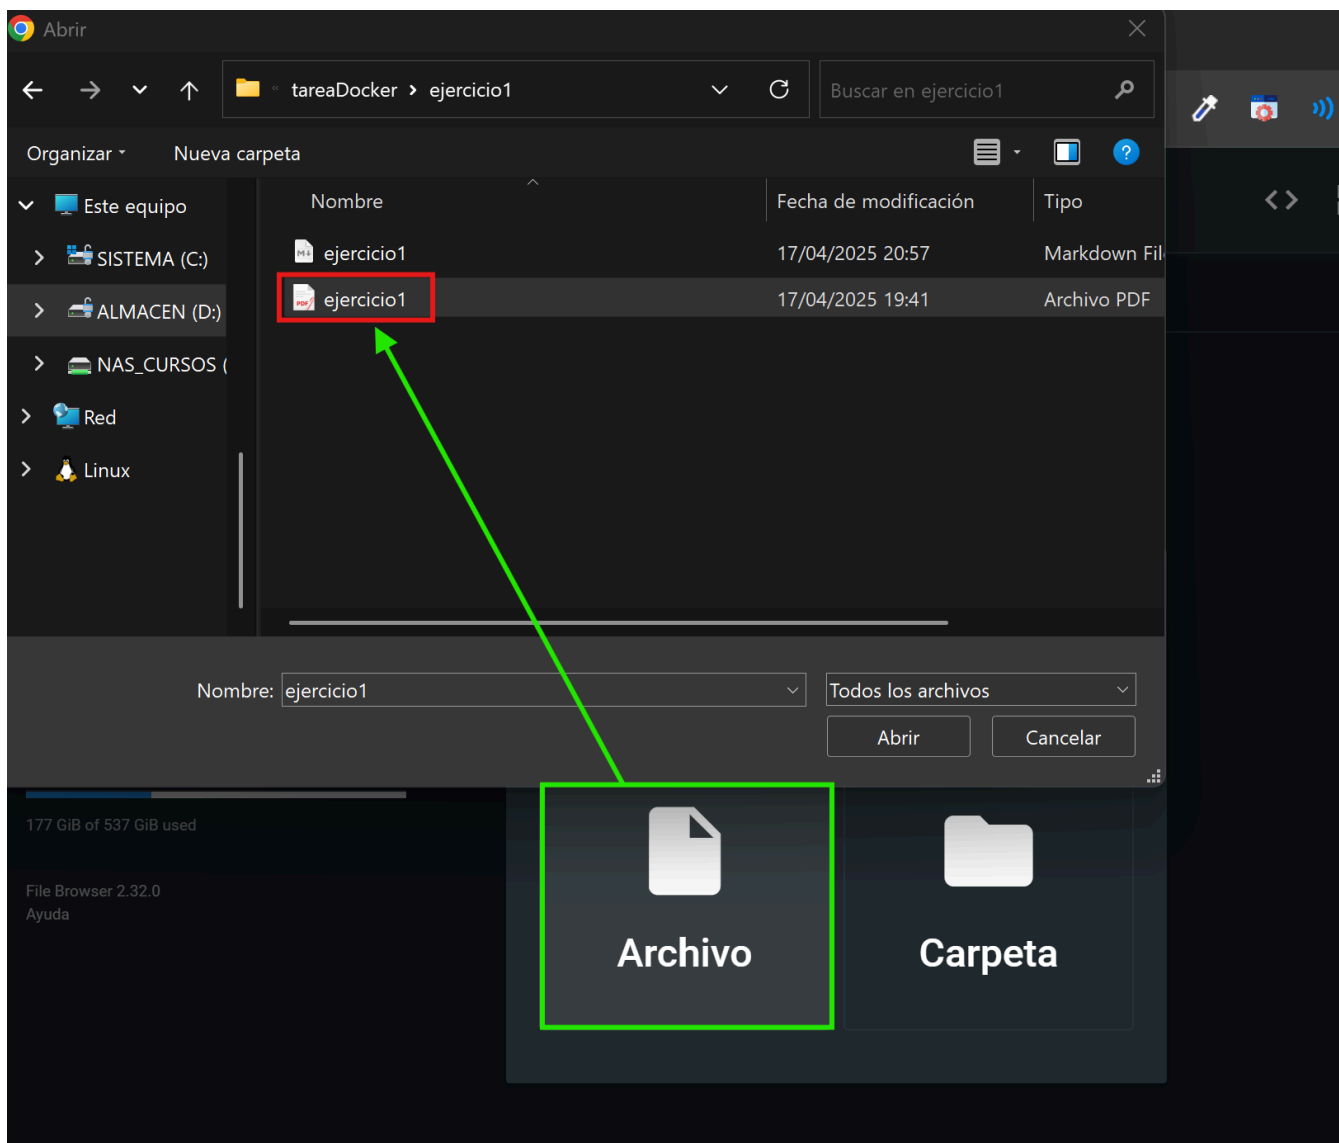 Abrir
tareaDocker
ejercicio1
Buscar en ejercicio1
Organizar
Nueva carpeta
Este equipo
SISTEMA (C:)
ALMACEN (D:)
NAS_CURSOS (
Red
Linux
Nombre
Fecha de modificación
Tipo
ejercicio1
17/04/2025 20:57
Markdown Fil
ejercicio1
17/04/2025 19:41
Archivo PDF
Nombre:
ejercicio1
Todos los archivos
Abrir
Cancelar
177 GiB of 537 GiB used
File Browser 2.32.0
Ayuda
Archivo
Carpeta